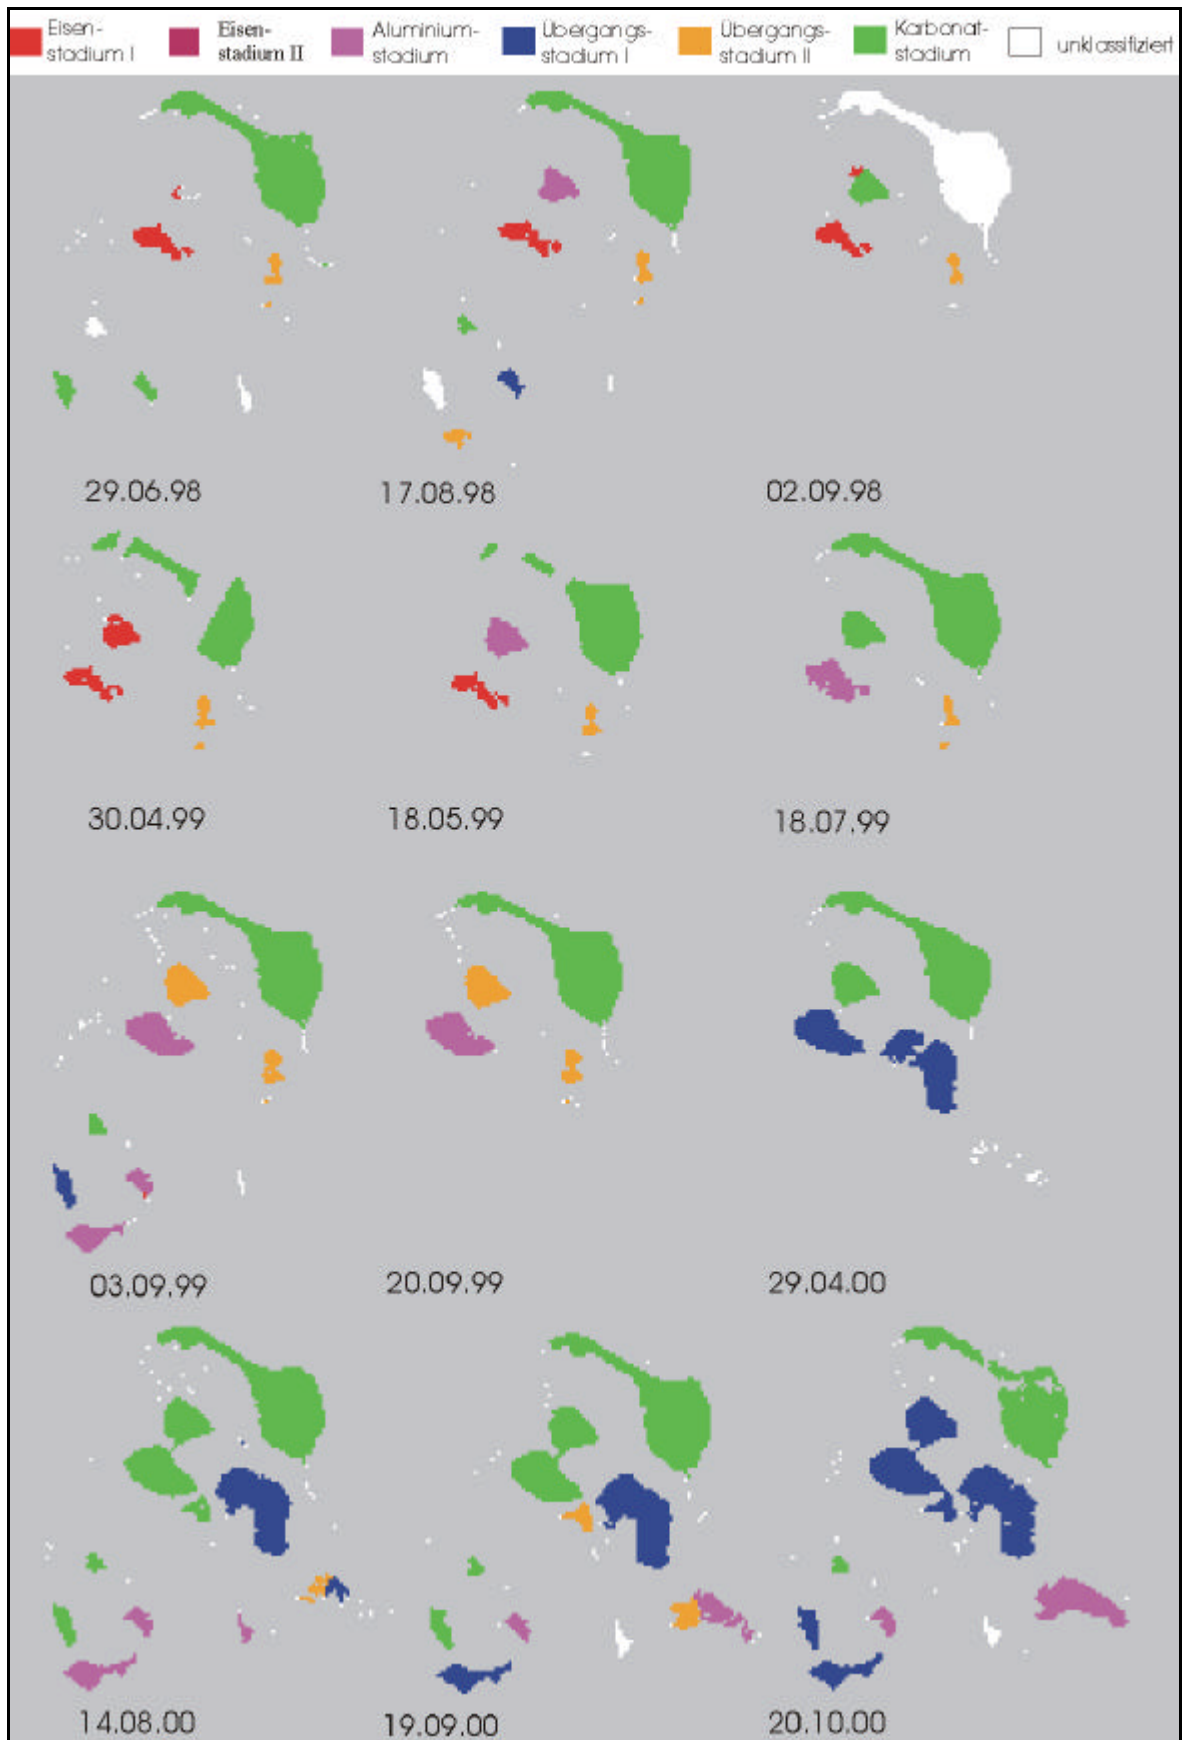 Eisen-
stadium I
Eisen-
stadium II
Aluminium-
stadium
Übergangs-
stadium I
Übergangs-
stadium II
Karbonat-
stadium
unklassifiziert
29.06.98
17.08.98
02.09.98
30.04.99
18.05.99
18.07.99
03.09.99
20.09.99
29.04.00
14.08.00
19.09.00
20.10.00